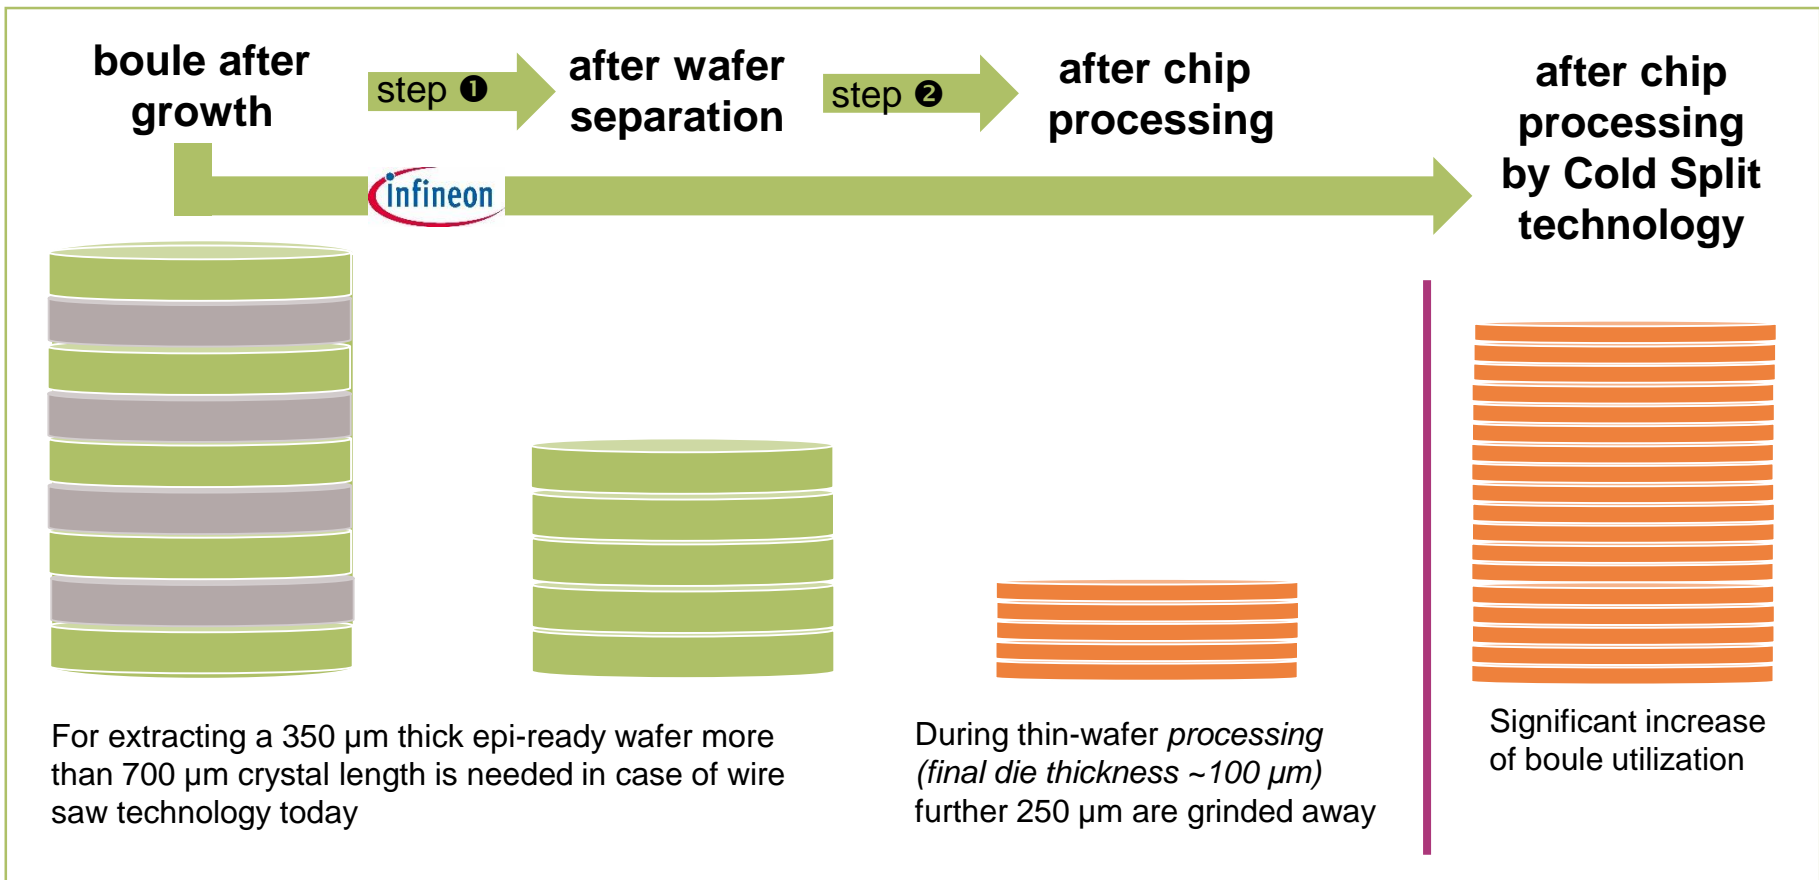 boule after
growth
step ❶
after wafer
separation
step ❷
after chip
processing
after chip
processing
by Cold Split
technology
infineon
For extracting a 350 µm thick epi-ready wafer more
than 700 µm crystal length is needed in case of wire
saw technology today
During thin-wafer processing
(final die thickness ~100 µm)
further 250 µm are grinded away
Significant increase
of boule utilization